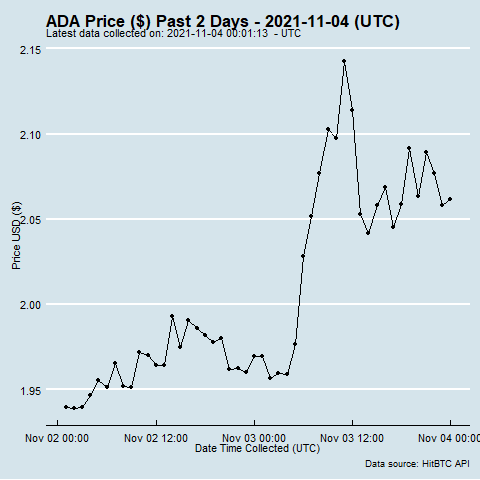 ADA Price ($) Past 2 Days - 2021-11-04 (UTC)
Latest data collected on: 2021-11-04 00:01:13 - UTC
2.15
2.10
2.05
2.00
1.95
Price USD ($)
Nov 02 00:00 Nov 02 12:00 Nov 03 00:00 Nov 03 12:00 Nov 04 00:00
Date Time Collected (UTC)
Data source: HitBTC API